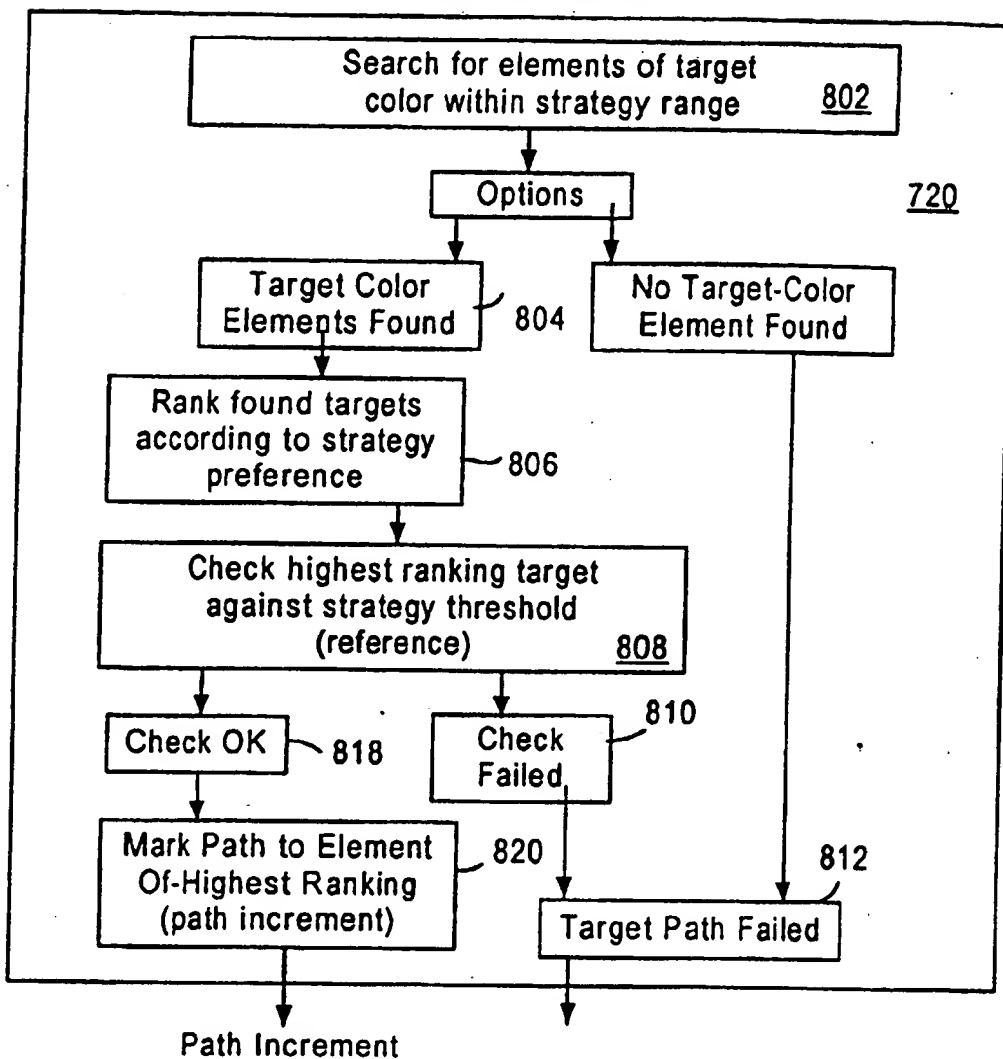 Search for elements of target
color within strategy range 802
Options
720
Target Color
Elements Found
804
No Target-Color
Element Found
Rank found targets
according to strategy
preference
806
Check highest ranking target
against strategy threshold
(reference) 808
Check OK
818
810
Check
Failed
Mark Path to Element
Of-Highest Ranking
(path increment)
820
812
Target Path Failed
Path Increment